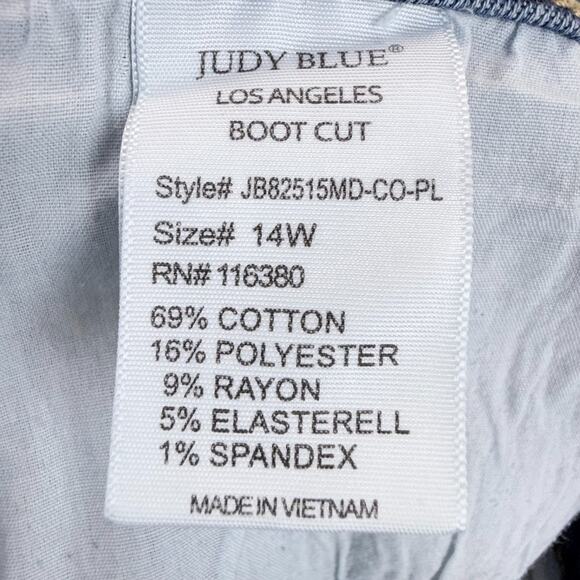 JUDY BLUE®
LOS ANGELES
BOOT CUT
Style# JB82515MD-CO-PL
Size# 14W
RN# 116380
69% COTTON
16% POLYESTER
9% RAYON
5% ELASTERELL
1% SPANDEX
MADE IN VIETNAM